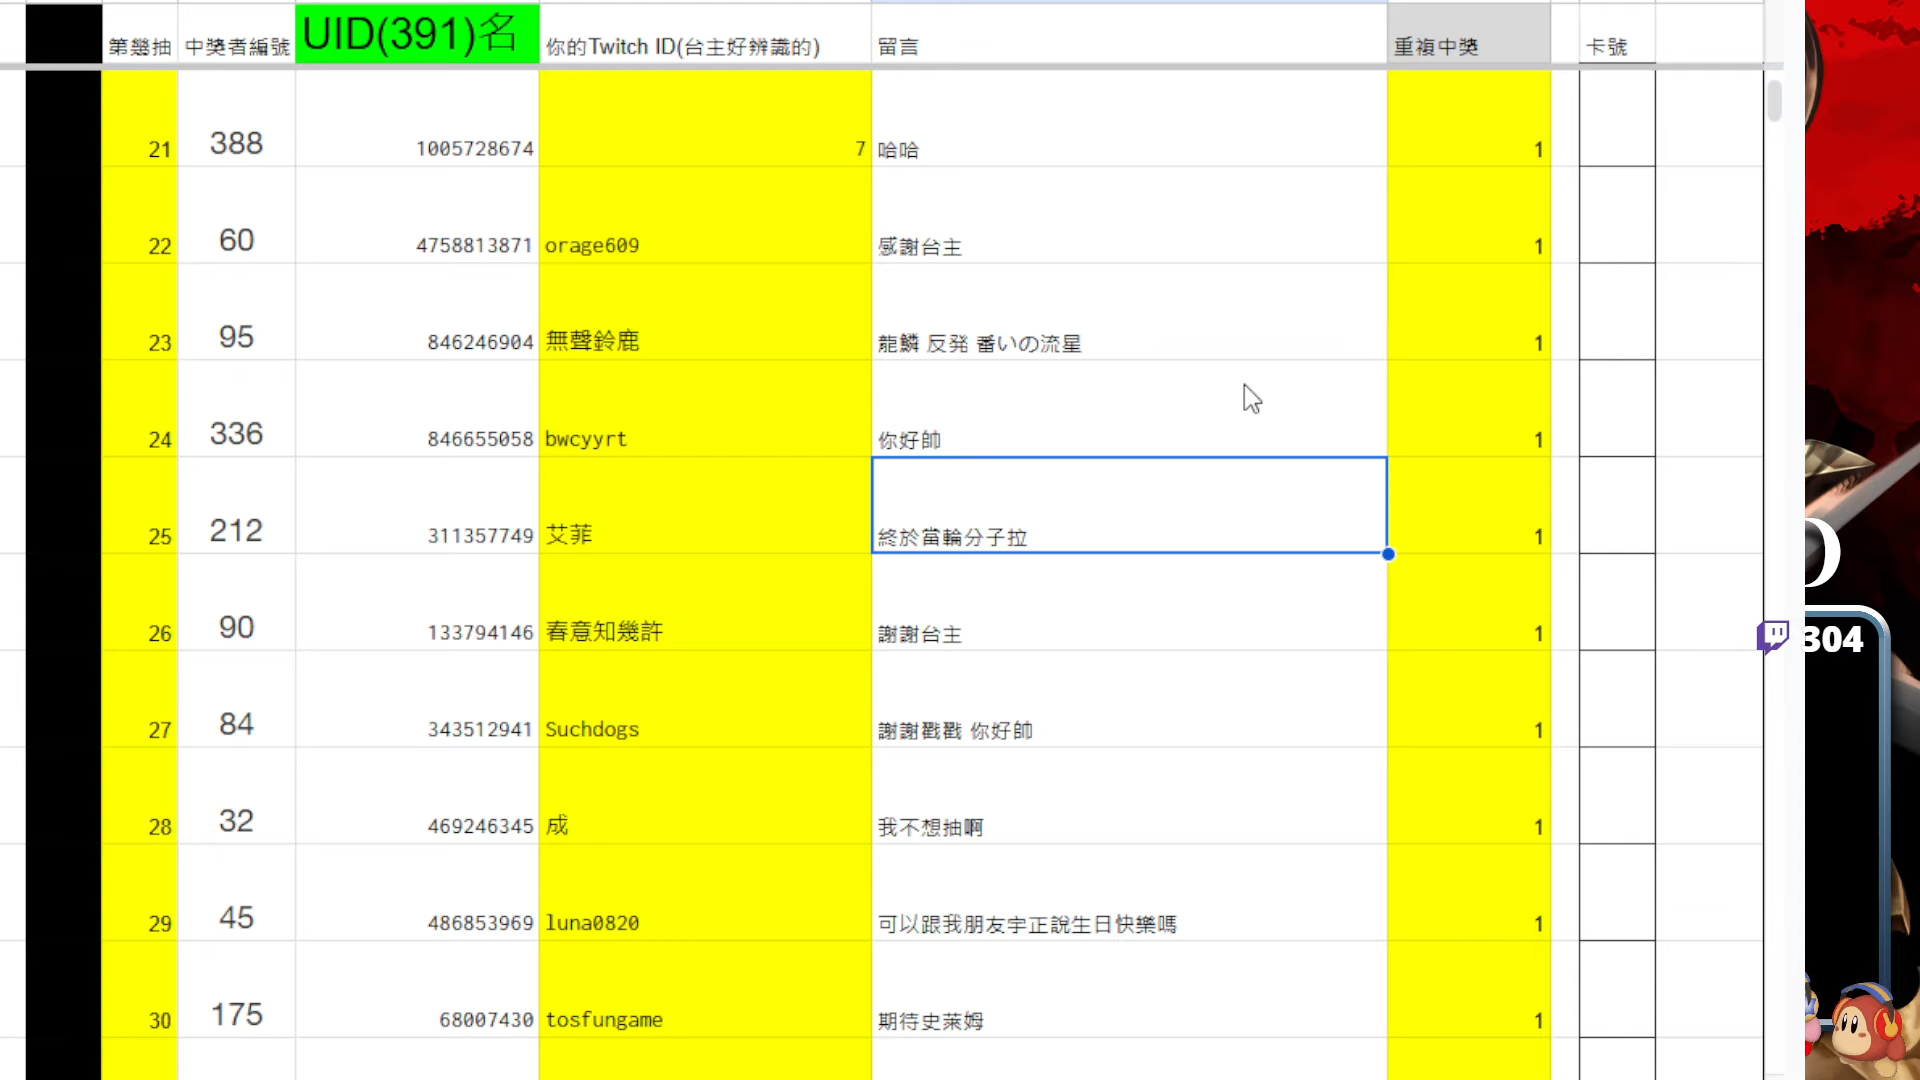 第幾抽 中獎者編號 UID(391)名 你的Twitch ID(台主好辨識的) 留言 重複中獎 卡號
21 388 1005728674 7 哈哈 1
22 60 4758813871 orage609 感謝台主 1
23 95 846246904 無聲鈴鹿 龍鱗 反発 番いの流星 1
24 336 846655058 bwcyyrt 你好帥 1
25 212 311357749 艾菲 終於當輪分子拉 1
26 90 133794146 春意知幾許 謝謝台主 1
304
27 84 343512941 Suchdogs 謝謝戳戳 你好帥 1
28 32 469246345 成 我不想抽啊 1
29 45 486853969 luna0820 可以跟我朋友宇正說生日快樂嗎 1
30 175 68007430 tosfungame 期待史萊姆 1